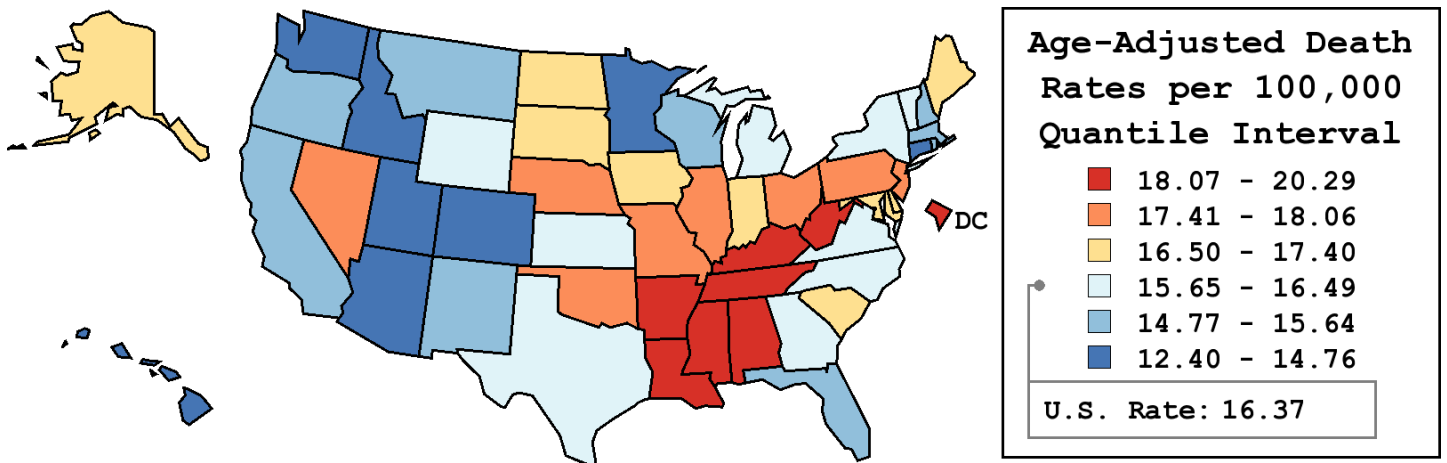 Age-Adjusted Death
Rates per 100,000
Quantile Interval
18.07 - 20.29
17.41 - 18.06
DC
16.50 - 17.40
15.65 - 16.49
14.77 - 15.64
12.40 - 14.76
U.S. Rate: 16.37